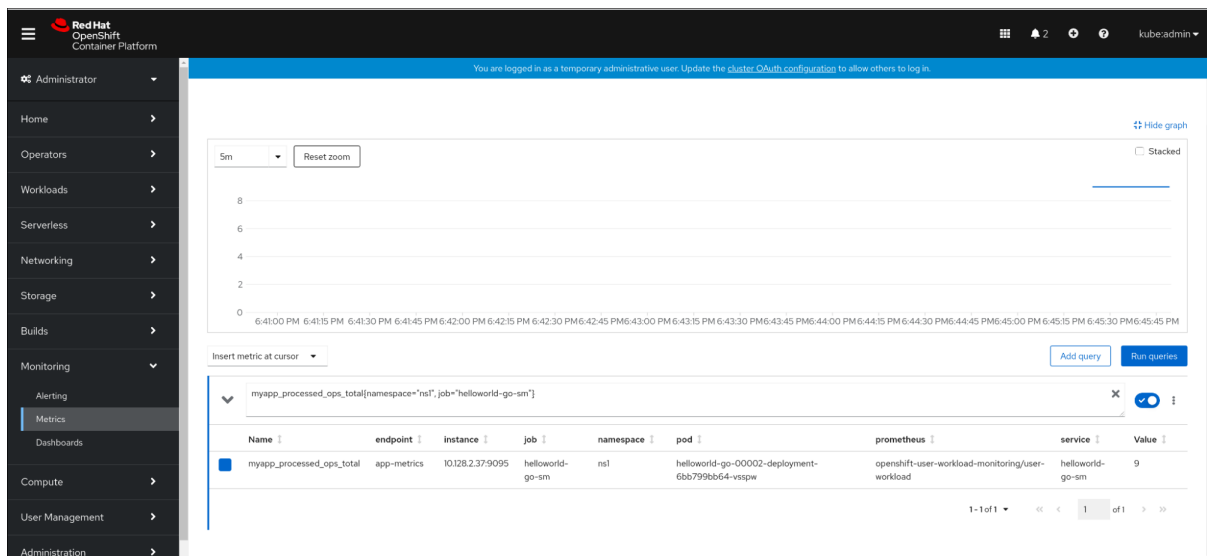 Red Hat
OpenShift
Container Platform
2
kube:admin
Administrator
You are logged in as a temporary administrative user. Update the cluster OAuth configuration to allow others to log in.
Home
Operators
Workloads
Serverless
Networking
Storage
Builds
Monitoring
Alerting
Metrics
Dashboards
Compute
User Management
Administration
Hide graph
5m
Reset zoom
Stacked
8
6
4
2
0
6:41:00 PM 6:41:15 PM 6:41:30 PM 6:41:45 PM 6:42:00 PM 6:42:15 PM 6:42:30 PM 6:42:45 PM 6:43:00 PM 6:43:15 PM 6:43:30 PM 6:43:45 PM 6:44:00 PM 6:44:15 PM 6:44:30 PM 6:44:45 PM 6:45:00 PM 6:45:15 PM 6:45:30 PM 6:45:45 PM
Insert metric at cursor
Add query
Run queries
myapp_processed_ops_total{namespace="ns1", job="helloworld-go-sm"}
Name endpoint instance job namespace pod prometheus service Value
myapp_processed_ops_total app-metrics 10.128.2.37:9095 helloworld- ns1 helloworld-go-00002-deployment- openshift-user-workload-monitoring/user- helloworld- 9
go-sm 6bb799bb64-vsspw workload go-sm
1 - 1 of 1 << < 1 of 1 > >>